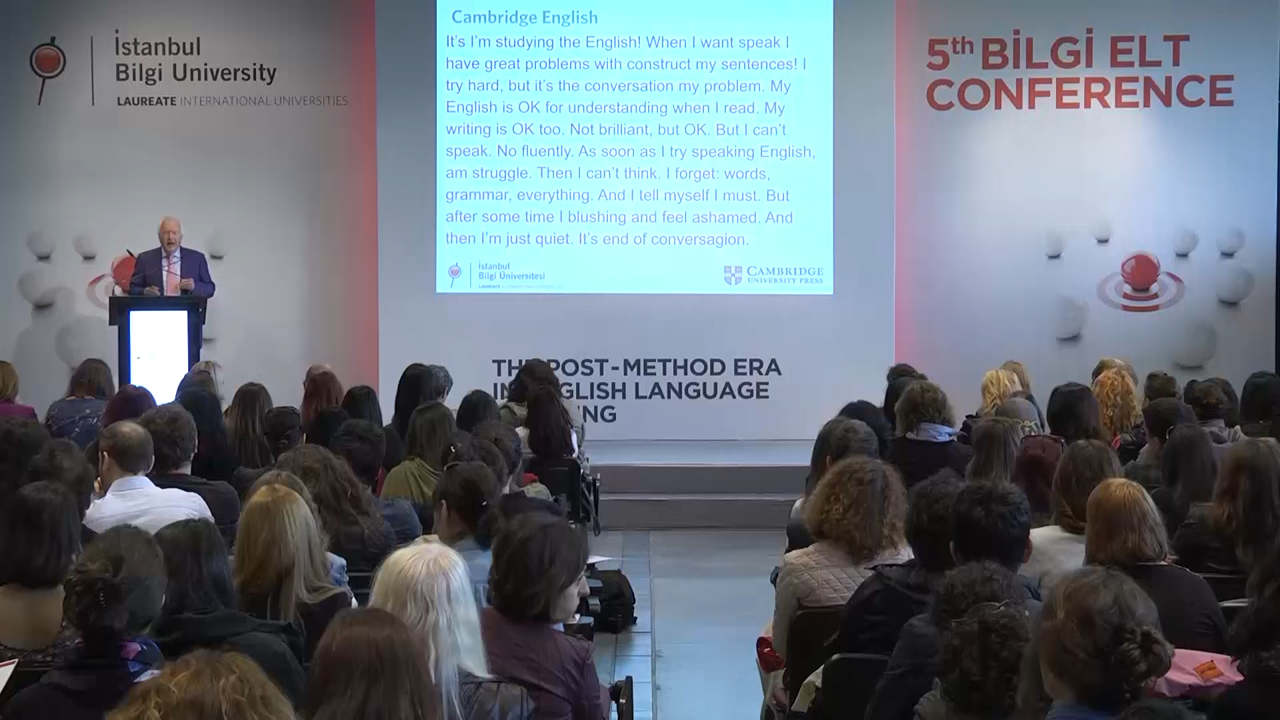 İstanbul
Bilgi University
LAUREATE INTERNATIONAL UNIVERSITIES
Cambridge English
It's I'm studying the English! When I want speak I
have great problems with construct my sentences! I
try hard, but it's the conversation my problem. My
English is OK for understanding when I read. My
writing is OK too. Not brilliant, but OK. But I can't
speak. No fluently. As soon as I try speaking English,
am struggle. Then I can't think. I forget: words,
grammar, everything. And I tell myself I must. But
after some time I blushing and feel ashamed. And
then I'm just quiet. It's end of conversagion.
İstanbul
Bilgi Üniversitesi
CAMBRIDGE
UNIVERSITY PRESS
5th BİLGİ ELT
CONFERENCE
POST-METHOD ERA
ENGLISH LANGUAGE